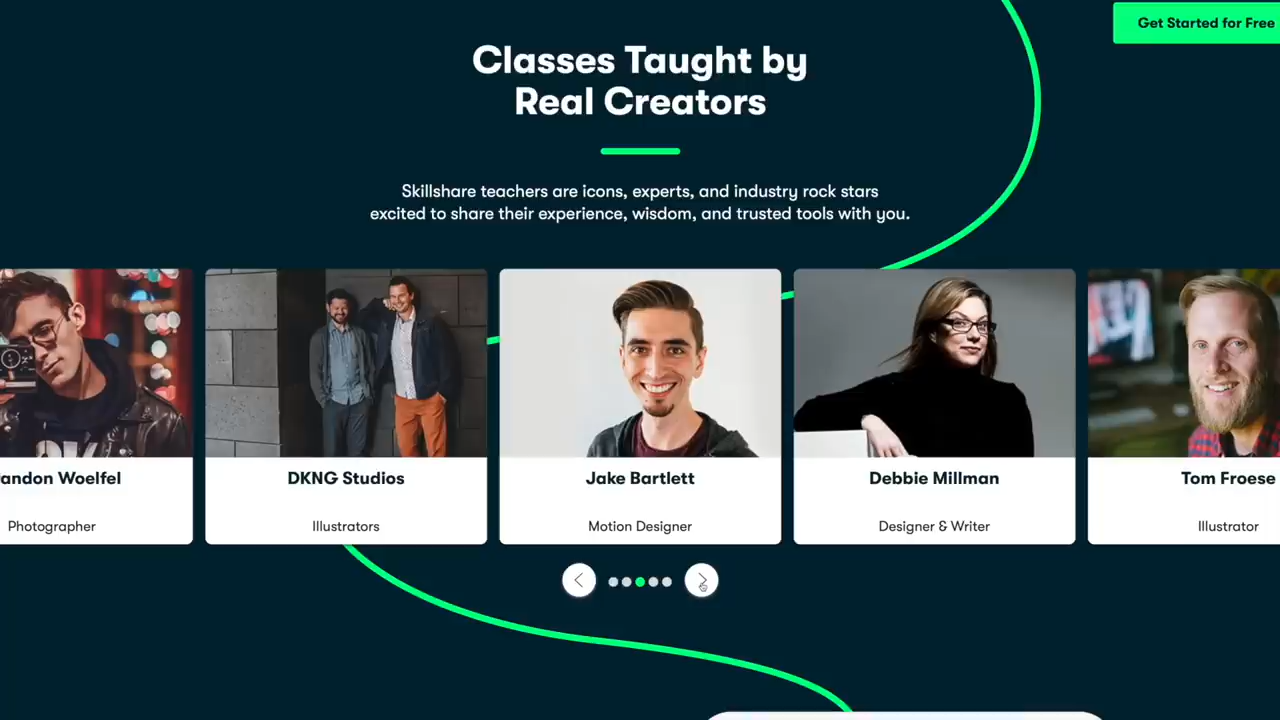 Get Started for Free
Classes Taught by
Real Creators
Skillshare teachers are icons, experts, and industry rock stars
excited to share their experience, wisdom, and trusted tools with you.
andon Woelfel
Photographer
DKNG Studios
Illustrators
Jake Bartlett
Motion Designer
Debbie Millman
Designer & Writer
Tom Froese
Illustrator